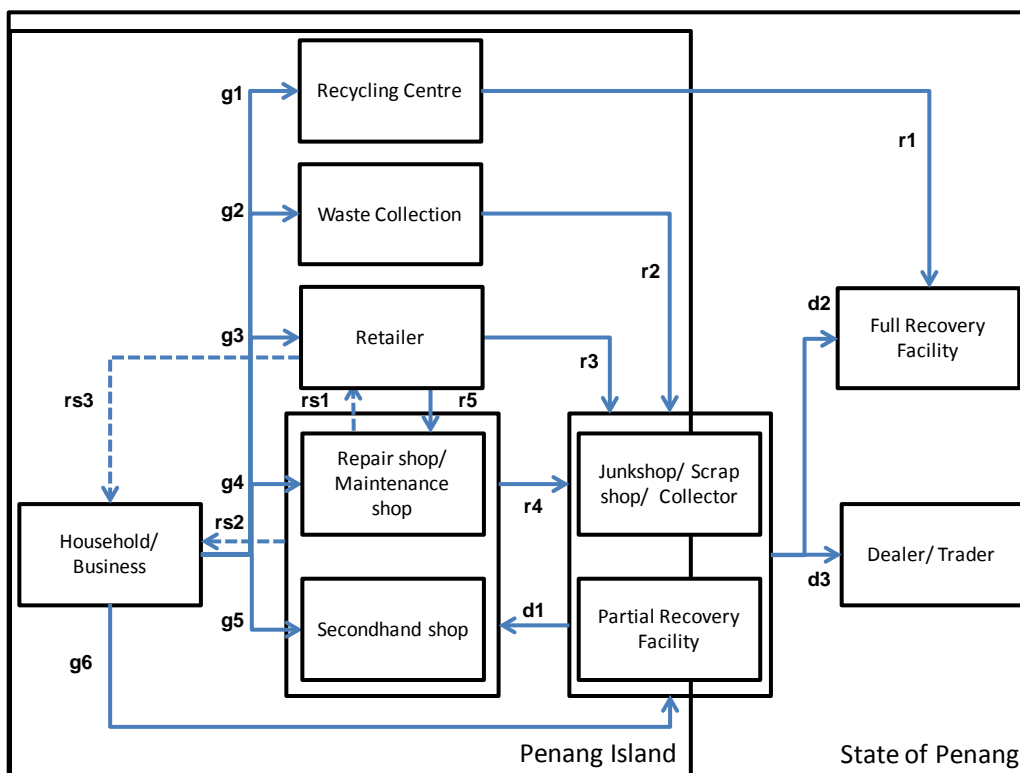 g1
Recycling Centre
r1
g2
Waste Collection
r2
d2
g3
Retailer
r3
Full Recovery
Facility
rs3
rs1
r5
g4
Repair shop/
Maintenance
shop
r4
Junkshop/ Scrap
shop/ Collector
rs2
Household/
Business
Dealer/ Trader
d3
g5
Secondhand shop
d1
Partial Recovery
Facility
g6
Penang Island
State of Penang